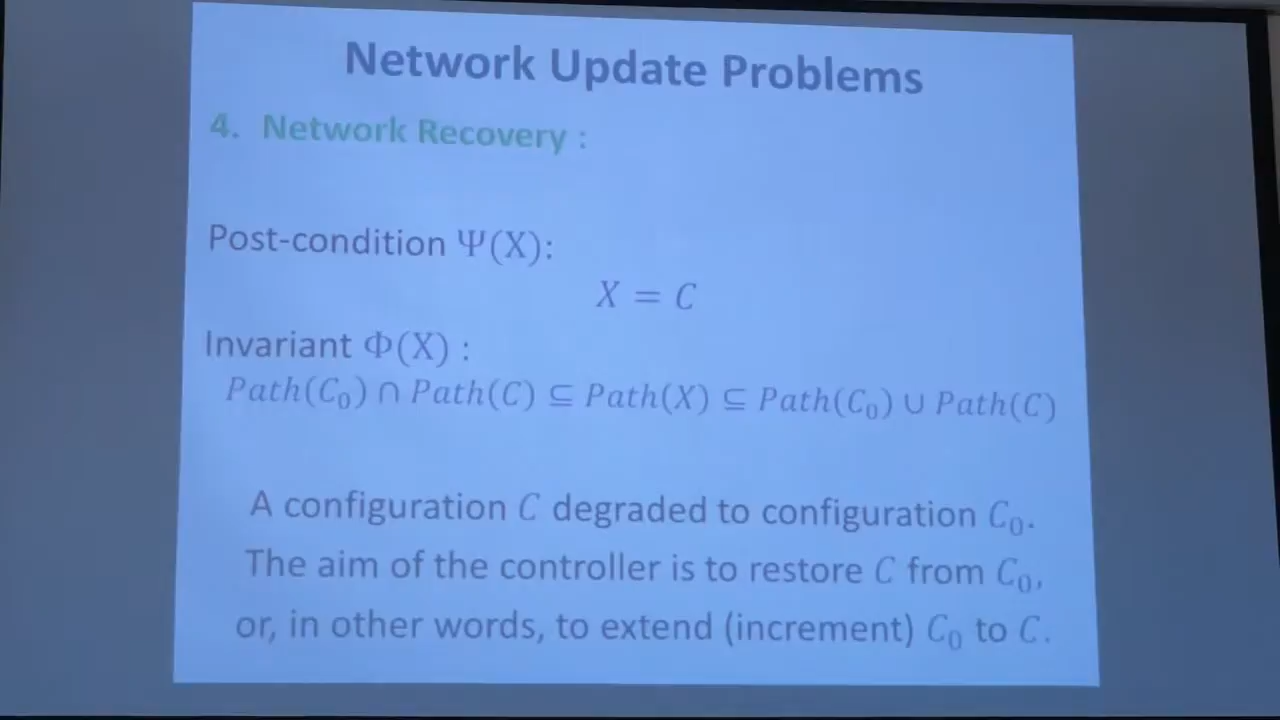 Network Update Problems
4. Network Recovery :
Post-condition Ψ(X):
X = C
Invariant Φ(X) :
Path(C₀) ∩ Path(C) ⊆ Path(X) ⊆ Path(C₀) ∪ Path(C)
A configuration C degraded to configuration C₀.
The aim of the controller is to restore C from C₀,
or, in other words, to extend (increment) C₀ to C.